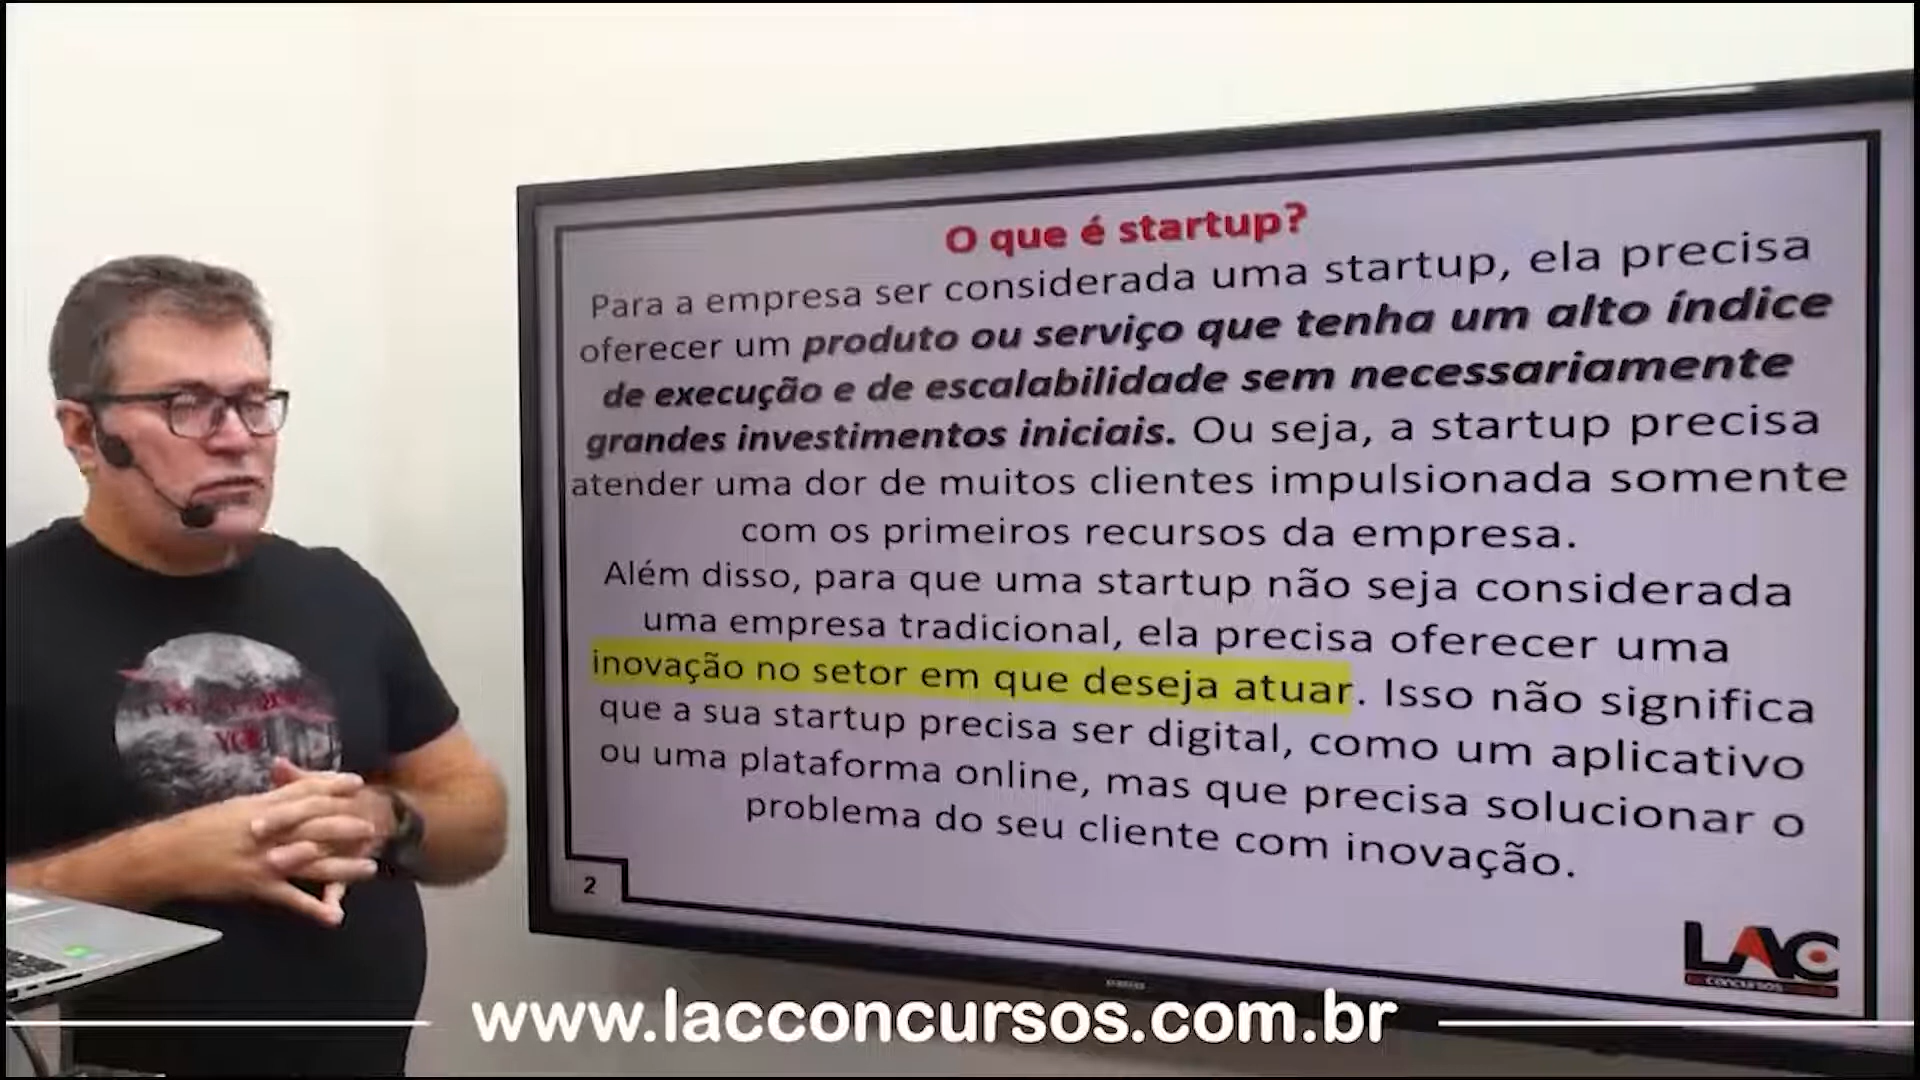 O que é startup?
Para a empresa ser considerada uma startup, ela precisa
oferecer um produto ou serviço que tenha um alto índice
de execução e de escalabilidade sem necessariamente
grandes investimentos iniciais. Ou seja, a startup precisa
atender uma dor de muitos clientes impulsionada somente
com os primeiros recursos da empresa.
Além disso, para que uma startup não seja considerada
uma empresa tradicional, ela precisa oferecer uma
inovação no setor em que deseja atuar. Isso não significa
que a sua startup precisa ser digital, como um aplicativo
ou uma plataforma online, mas que precisa solucionar o
problema do seu cliente com inovação.
2
LAC
concursos
www.lacconcursos.com.br